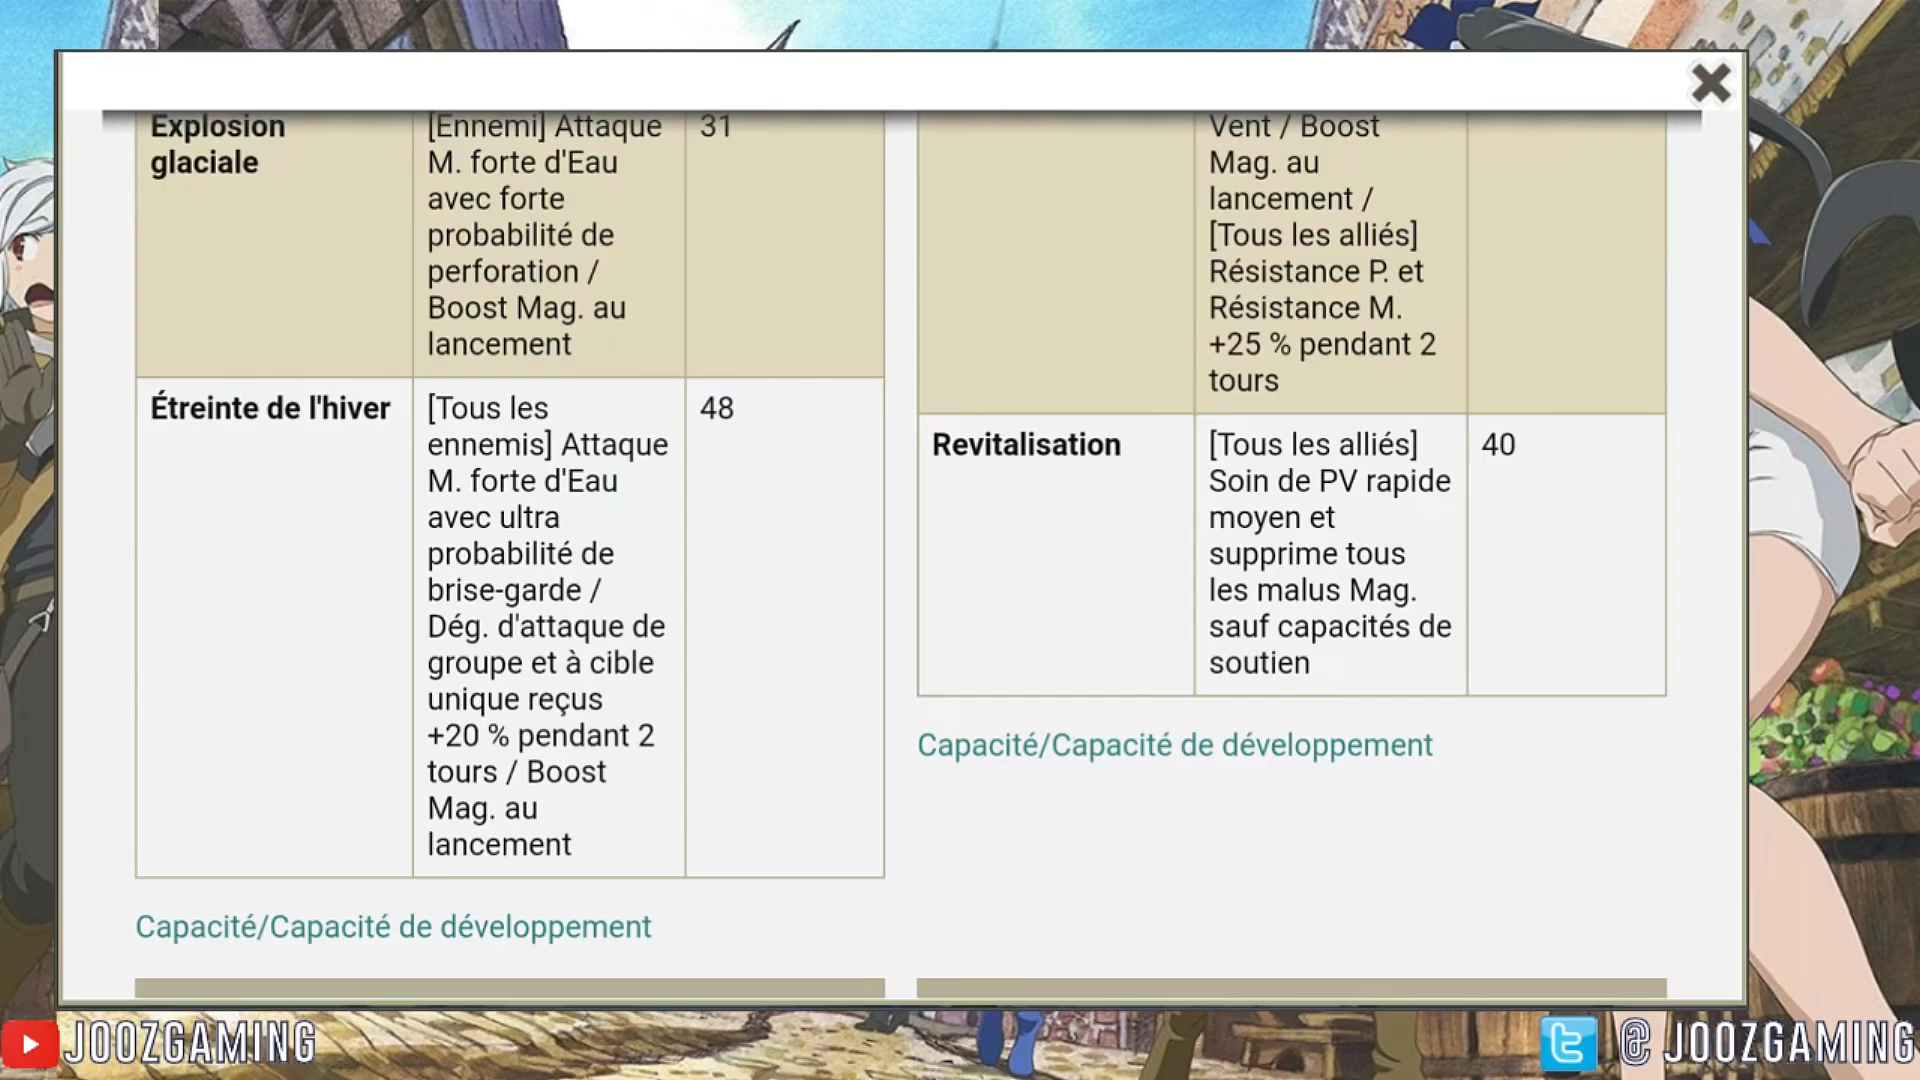 Explosion
glaciale
[Ennemi] Attaque
M. forte d'Eau
avec forte
probabilité de
perforation /
Boost Mag. au
lancement
31
Étreinte de l'hiver
[Tous les
ennemis] Attaque
M. forte d'Eau
avec ultra
probabilité de
brise-garde /
Dég. d'attaque de
groupe et à cible
unique reçus
+20 % pendant 2
tours / Boost
Mag. au
lancement
48
Capacité/Capacité de développement
Vent / Boost
Mag. au
lancement /
[Tous les alliés]
Résistance P. et
Résistance M.
+25 % pendant 2
tours
Revitalisation
[Tous les alliés]
Soin de PV rapide
moyen et
supprime tous
les malus Mag.
sauf capacités de
soutien
40
Capacité/Capacité de développement
JOOZGAMING
@ JOOZGAMING